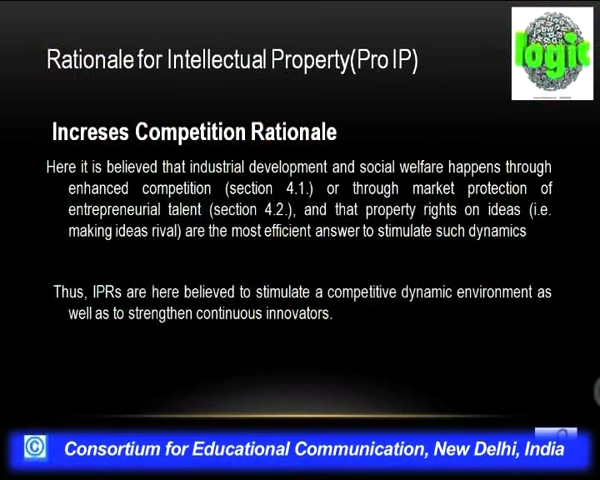 Rationale for Intellectual Property(Pro IP)
logic
Increses Competition Rationale
Here it is believed that industrial development and social welfare happens through
enhanced competition (section 4.1.) or through market protection of
entrepreneurial talent (section 4.2.), and that property rights on ideas (i.e.
making ideas rival) are the most efficient answer to stimulate such dynamics
Thus, IPRs are here believed to stimulate a competitive dynamic environment as
well as to strengthen continuous innovators.
© Consortium for Educational Communication, New Delhi, India